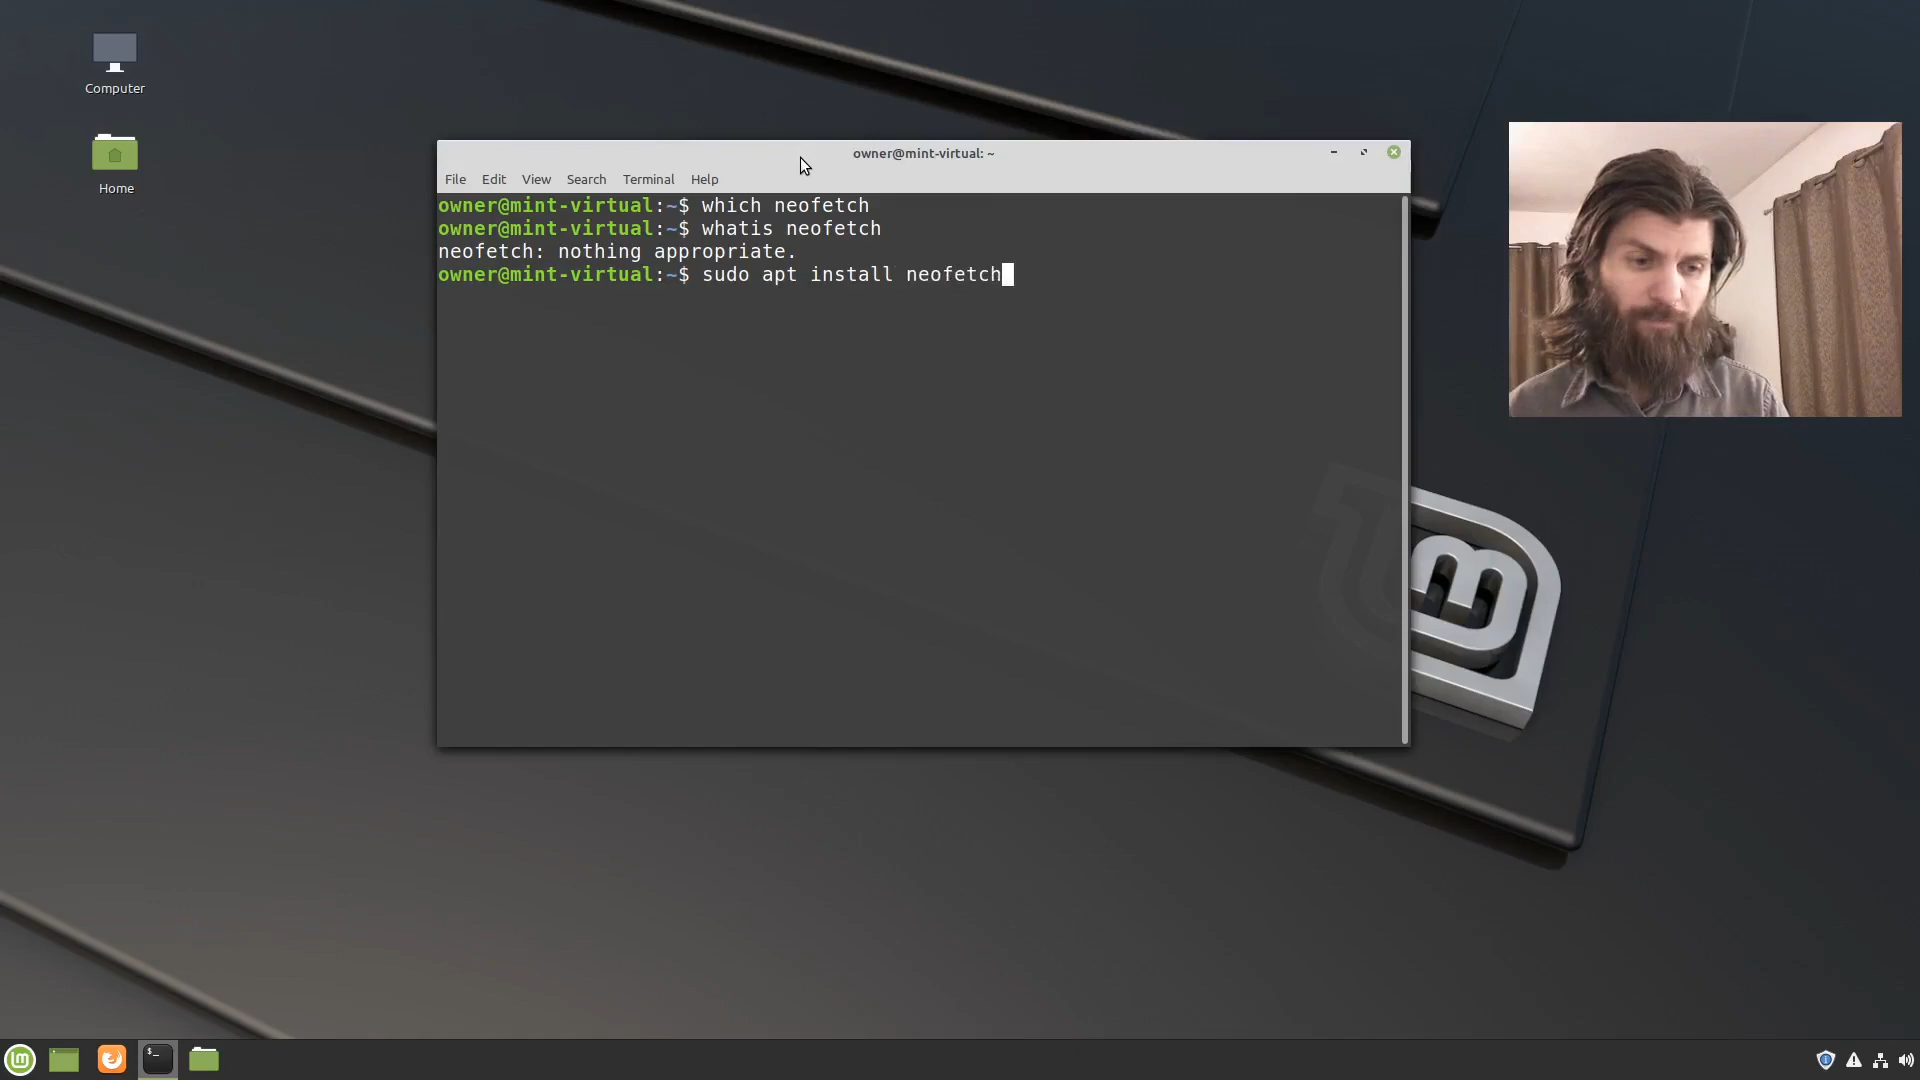 Computer
Home
owner@mint-virtual: ~
File Edit View Search Terminal Help
owner@mint-virtual:~$ which neofetch
owner@mint-virtual:~$ whatis neofetch
neofetch: nothing appropriate.
owner@mint-virtual:~$ sudo apt install neofetch